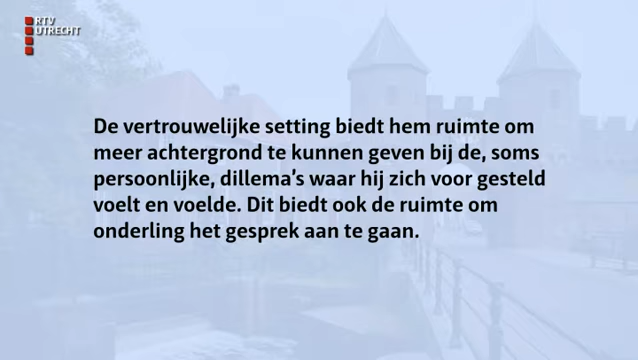 RTV
UTRECHT
De vertrouwelijke setting biedt hem ruimte om
meer achtergrond te kunnen geven bij de, soms
persoonlijke, dillema's waar hij zich voor gesteld
voelt en voelde. Dit biedt ook de ruimte om
onderling het gesprek aan te gaan.